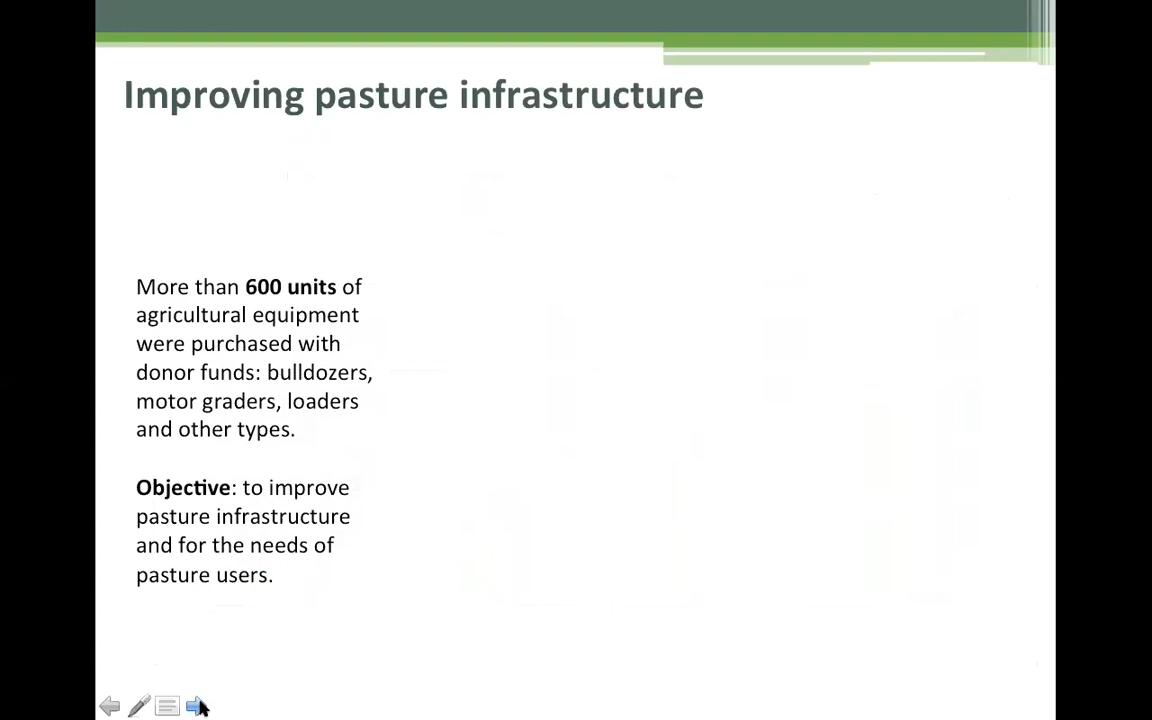 Improving pasture infrastructure
More than 600 units of
agricultural equipment
were purchased with
donor funds: bulldozers,
motor graders, loaders
and other types.
Objective: to improve
pasture infrastructure
and for the needs of
pasture users.